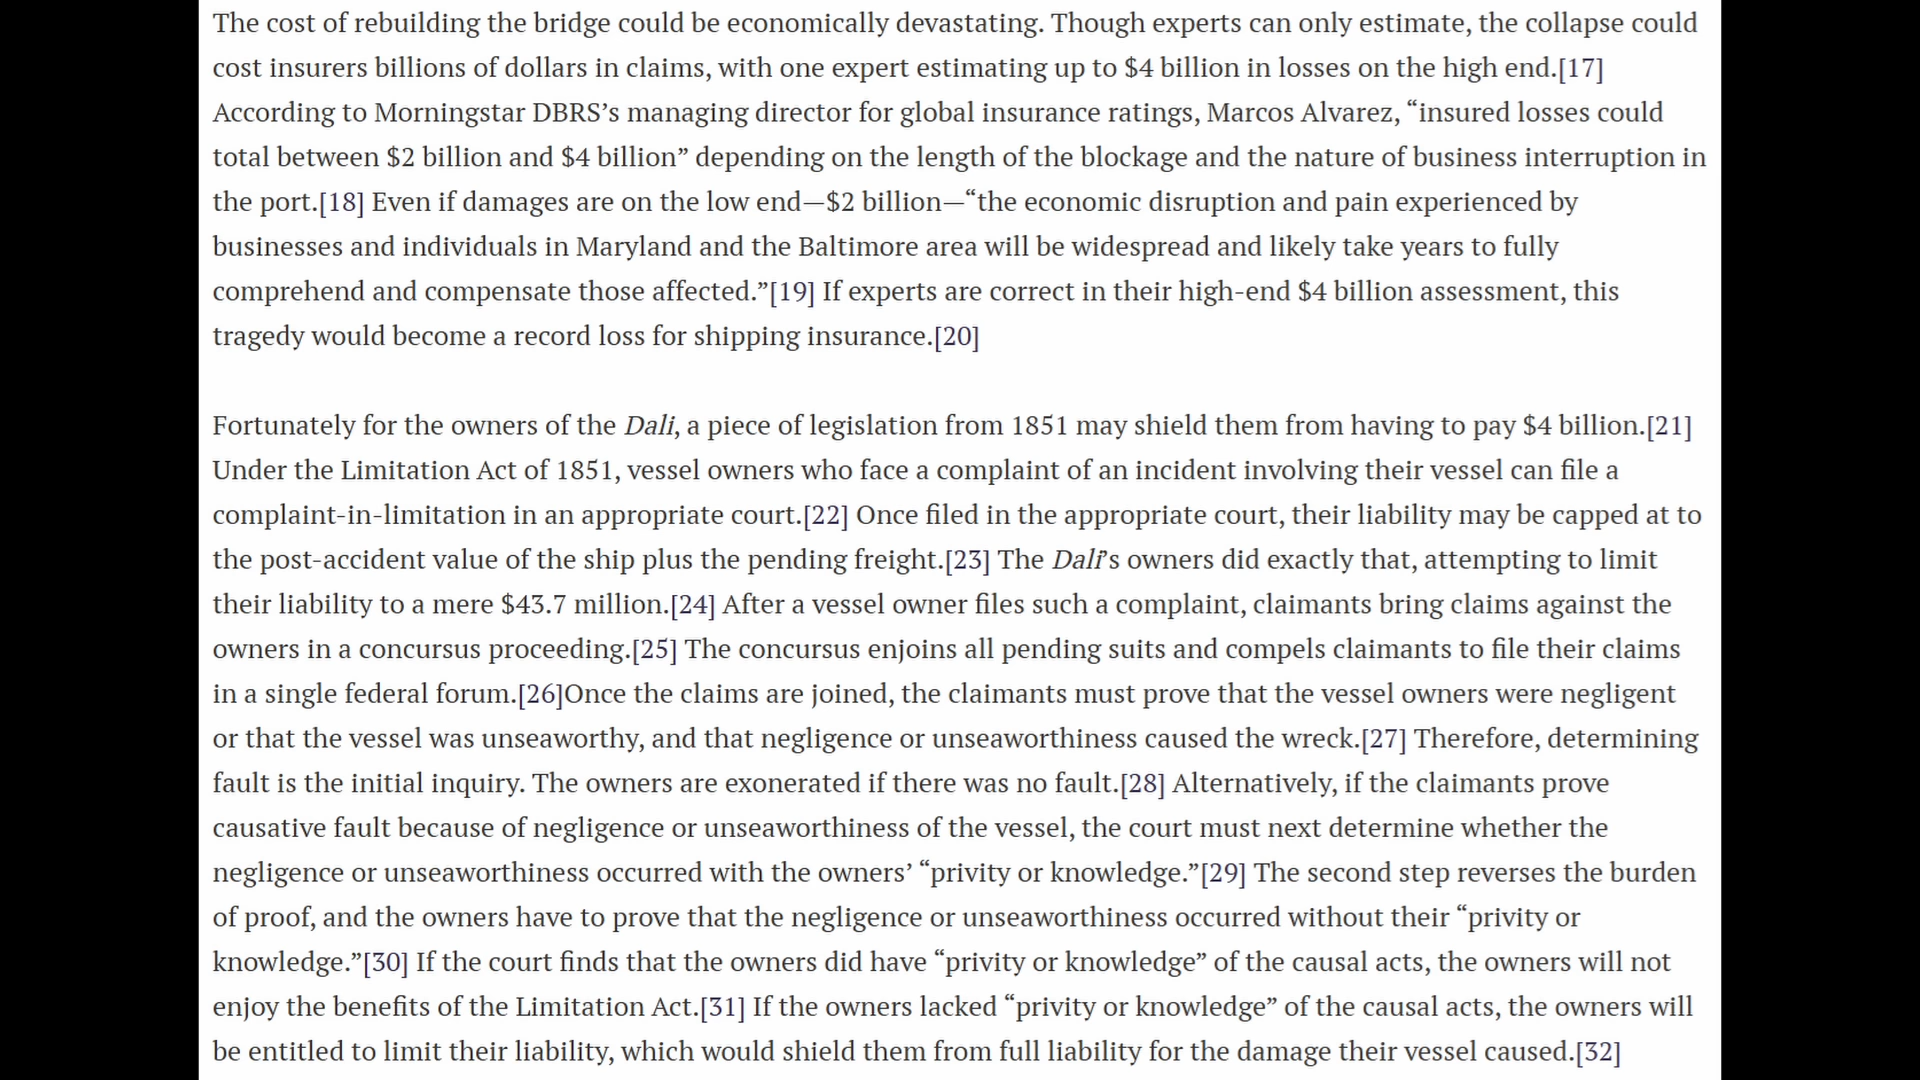 The cost of rebuilding the bridge could be economically devastating. Though experts can only estimate, the collapse could
cost insurers billions of dollars in claims, with one expert estimating up to $4 billion in losses on the high end.[17]
According to Morningstar DBRS’s managing director for global insurance ratings, Marcos Alvarez, “insured losses could
total between $2 billion and $4 billion” depending on the length of the blockage and the nature of business interruption in
the port.[18] Even if damages are on the low end—$2 billion—“the economic disruption and pain experienced by
businesses and individuals in Maryland and the Baltimore area will be widespread and likely take years to fully
comprehend and compensate those affected.”[19] If experts are correct in their high-end $4 billion assessment, this
tragedy would become a record loss for shipping insurance.[20]
Fortunately for the owners of the Dali, a piece of legislation from 1851 may shield them from having to pay $4 billion.[21]
Under the Limitation Act of 1851, vessel owners who face a complaint of an incident involving their vessel can file a
complaint-in-limitation in an appropriate court.[22] Once filed in the appropriate court, their liability may be capped at to
the post-accident value of the ship plus the pending freight.[23] The Dali’s owners did exactly that, attempting to limit
their liability to a mere $43.7 million.[24] After a vessel owner files such a complaint, claimants bring claims against the
owners in a concursus proceeding.[25] The concursus enjoins all pending suits and compels claimants to file their claims
in a single federal forum.[26]Once the claims are joined, the claimants must prove that the vessel owners were negligent
or that the vessel was unseaworthy, and that negligence or unseaworthiness caused the wreck.[27] Therefore, determining
fault is the initial inquiry. The owners are exonerated if there was no fault.[28] Alternatively, if the claimants prove
causative fault because of negligence or unseaworthiness of the vessel, the court must next determine whether the
negligence or unseaworthiness occurred with the owners’ “privity or knowledge.”[29] The second step reverses the burden
of proof, and the owners have to prove that the negligence or unseaworthiness occurred without their “privity or
knowledge.”[30] If the court finds that the owners did have “privity or knowledge” of the causal acts, the owners will not
enjoy the benefits of the Limitation Act.[31] If the owners lacked “privity or knowledge” of the causal acts, the owners will
be entitled to limit their liability, which would shield them from full liability for the damage their vessel caused.[32]